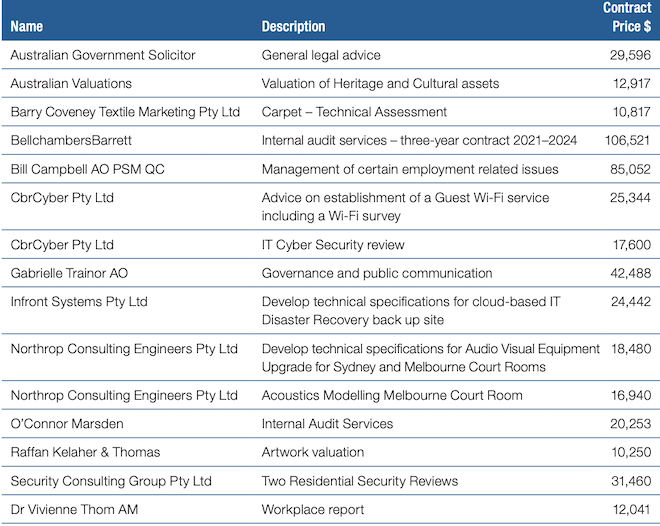 Contract
Name Description Price $
Australian Government Solicitor General legal advice 29,596
Australian Valuations Valuation of Heritage and Cultural assets 12,917
Barry Coveney Textile Marketing Pty Ltd Carpet – Technical Assessment 10,817
BellchambersBarrett Internal audit services – three-year contract 2021–2024 106,521
Bill Campbell AO PSM QC Management of certain employment related issues 85,052
CbrCyber Pty Ltd Advice on establishment of a Guest Wi-Fi service 25,344
including a Wi-Fi survey
CbrCyber Pty Ltd IT Cyber Security review 17,600
Gabrielle Trainor AO Governance and public communication 42,488
Infront Systems Pty Ltd Develop technical specifications for cloud-based IT 24,442
Disaster Recovery back up site
Northrop Consulting Engineers Pty Ltd Develop technical specifications for Audio Visual Equipment 18,480
Upgrade for Sydney and Melbourne Court Rooms
Northrop Consulting Engineers Pty Ltd Acoustics Modelling Melbourne Court Room 16,940
O’Connor Marsden Internal Audit Services 20,253
Raffan Kelaher & Thomas Artwork valuation 10,250
Security Consulting Group Pty Ltd Two Residential Security Reviews 31,460
Dr Vivienne Thom AM Workplace report 12,041